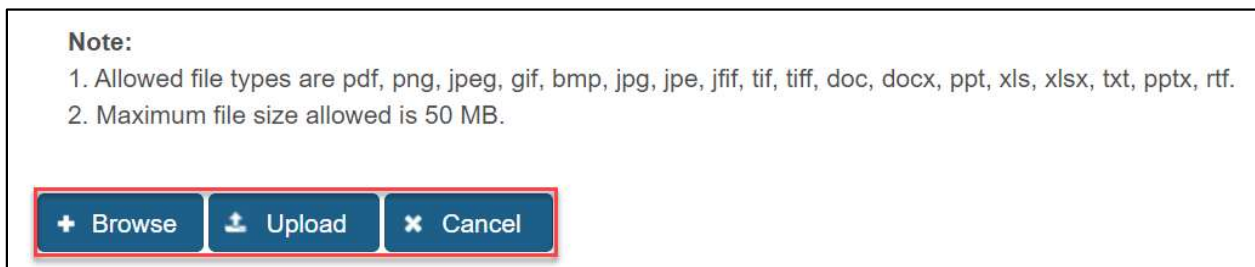 Note:
1. Allowed file types are pdf, png, jpeg, gif, bmp, jpg, jpe, jfif, tif, tiff, doc, docx, ppt, xls, xlsx, txt, pptx, rtf.
2. Maximum file size allowed is 50 MB.
Browse Upload Cancel